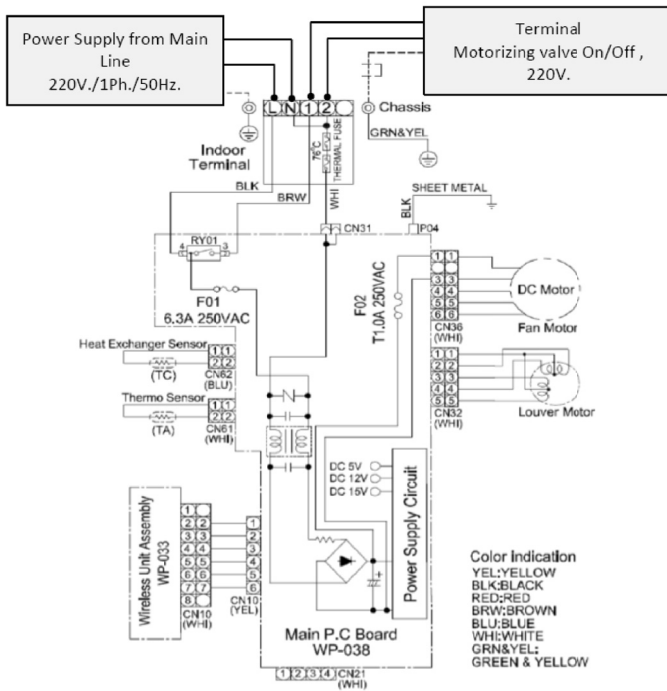 Power Supply from Main
Line
220V./1Ph./50Hz.
Terminal
Motorizing valve On/Off ,
220V.
L N 1 2
Chassis
GRN&YEL
Indoor
Terminal
76°C
THERMAL FUSE
BLK
BRW
WHI
BLK
SHEET METAL
CN31
P04
RY01
4 3
F01
6.3A 250VAC
F02
T1.0A 250VAC
1 1
3 3
4 4
5 5
6 6
CN36
(WHI)
DC Motor
Fan Motor
Heat Exchanger Sensor
(TC)
1 1
2 2
CN62
(BLU)
Thermo Sensor
(TA)
1 1
2 2
CN61
(WHI)
1 1
2 2
3 3
4 4
5 5
CN32
(WHI)
Louver Motor
DC 5V
DC 12V
DC 15V
Power Supply Circuit
Wireless Unit Assembly
WP-033
1
2 2
3 3
4 4
5 5
6 6
7 7
8
CN10
(WHI)
1
2
3
4
5
6
CN10
(YEL)
Main P.C Board
WP-038
1 2 3 4 CN21
(WHI)
Color indication
YEL:YELLOW
BLK:BLACK
RED:RED
BRW:BROWN
BLU:BLUE
WHI:WHITE
GRN&YEL:
GREEN & YELLOW